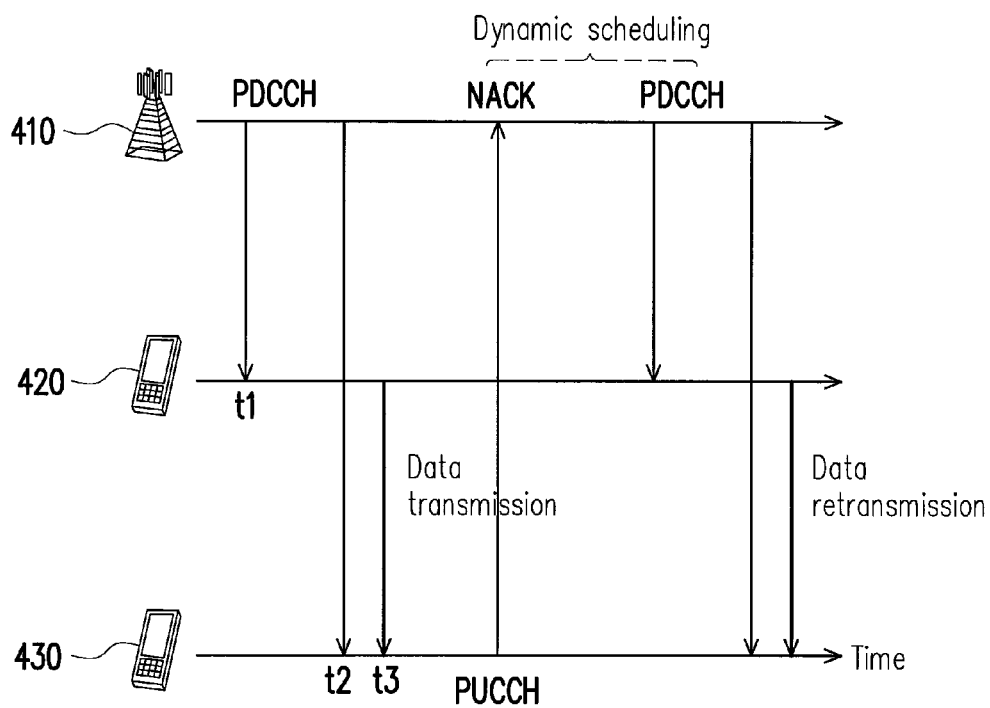 Dynamic scheduling
PDCCH
NACK
PDCCH
410
420
t1
Data
transmission
Data
retransmission
430
t2
t3
PUCCH
Time